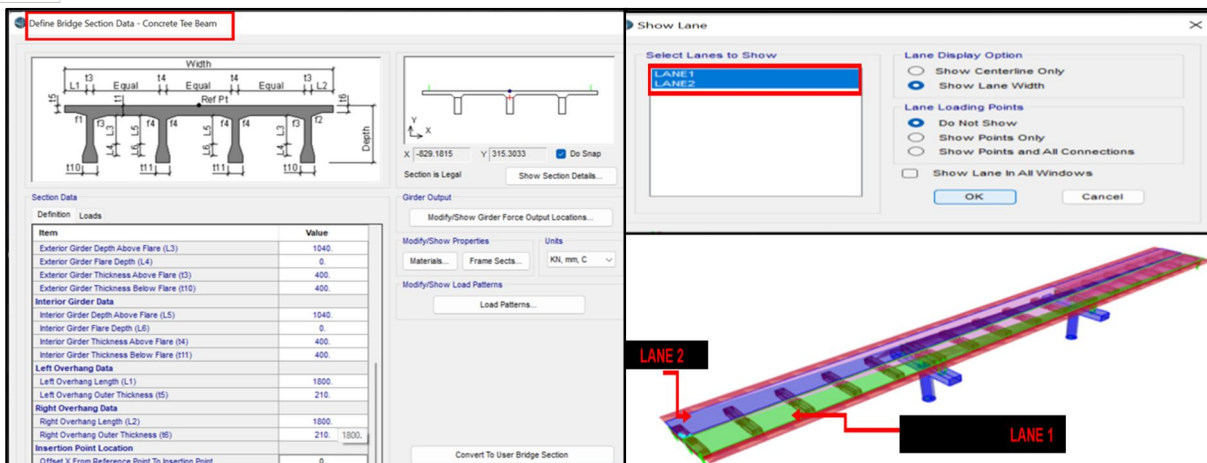 Define Bridge Section Data - Concrete Tee Beam
Width
L1 t3 Equal t4 Equal t4 Equal t3 L2
Ref Pt
t5 t1 t6
f1 f3 f4 f4 f4 f4 f3 f2
L3 L5 L5 L3
L4 L6 L6 L4
Depth
t10 t11 t11 t10
Y
X
X -829.1815 Y 315.3033 Do Snap
Section is Legal Show Section Details...
Section Data
Definition Loads
Item Value
Exterior Girder Depth Above Flare (L3) 1040.
Exterior Girder Flare Depth (L4) 0.
Exterior Girder Thickness Above Flare (t3) 400.
Exterior Girder Thickness Below Flare (t10) 400.
Interior Girder Data
Interior Girder Depth Above Flare (L5) 1040.
Interior Girder Flare Depth (L6) 0.
Interior Girder Thickness Above Flare (t4) 400.
Interior Girder Thickness Below Flare (t11) 400.
Left Overhang Data
Left Overhang Length (L1) 1800.
Left Overhang Outer Thickness (t5) 210.
Right Overhang Data
Right Overhang Length (L2) 1800.
Right Overhang Outer Thickness (t6) 210. 1800.
Insertion Point Location
Offset X From Reference Point To Insertion Point 0.
Girder Output
Modify/Show Girder Force Output Locations...
Modify/Show Properties Units
Materials... Frame Sects... KN, mm, C
Modify/Show Load Patterns
Load Patterns...
Convert To User Bridge Section
Show Lane
Select Lanes to Show
LANE1
LANE2
Lane Display Option
Show Centerline Only
Show Lane Width
Lane Loading Points
Do Not Show
Show Points Only
Show Points and All Connections
Show Lane In All Windows
OK Cancel
LANE 2
LANE 1